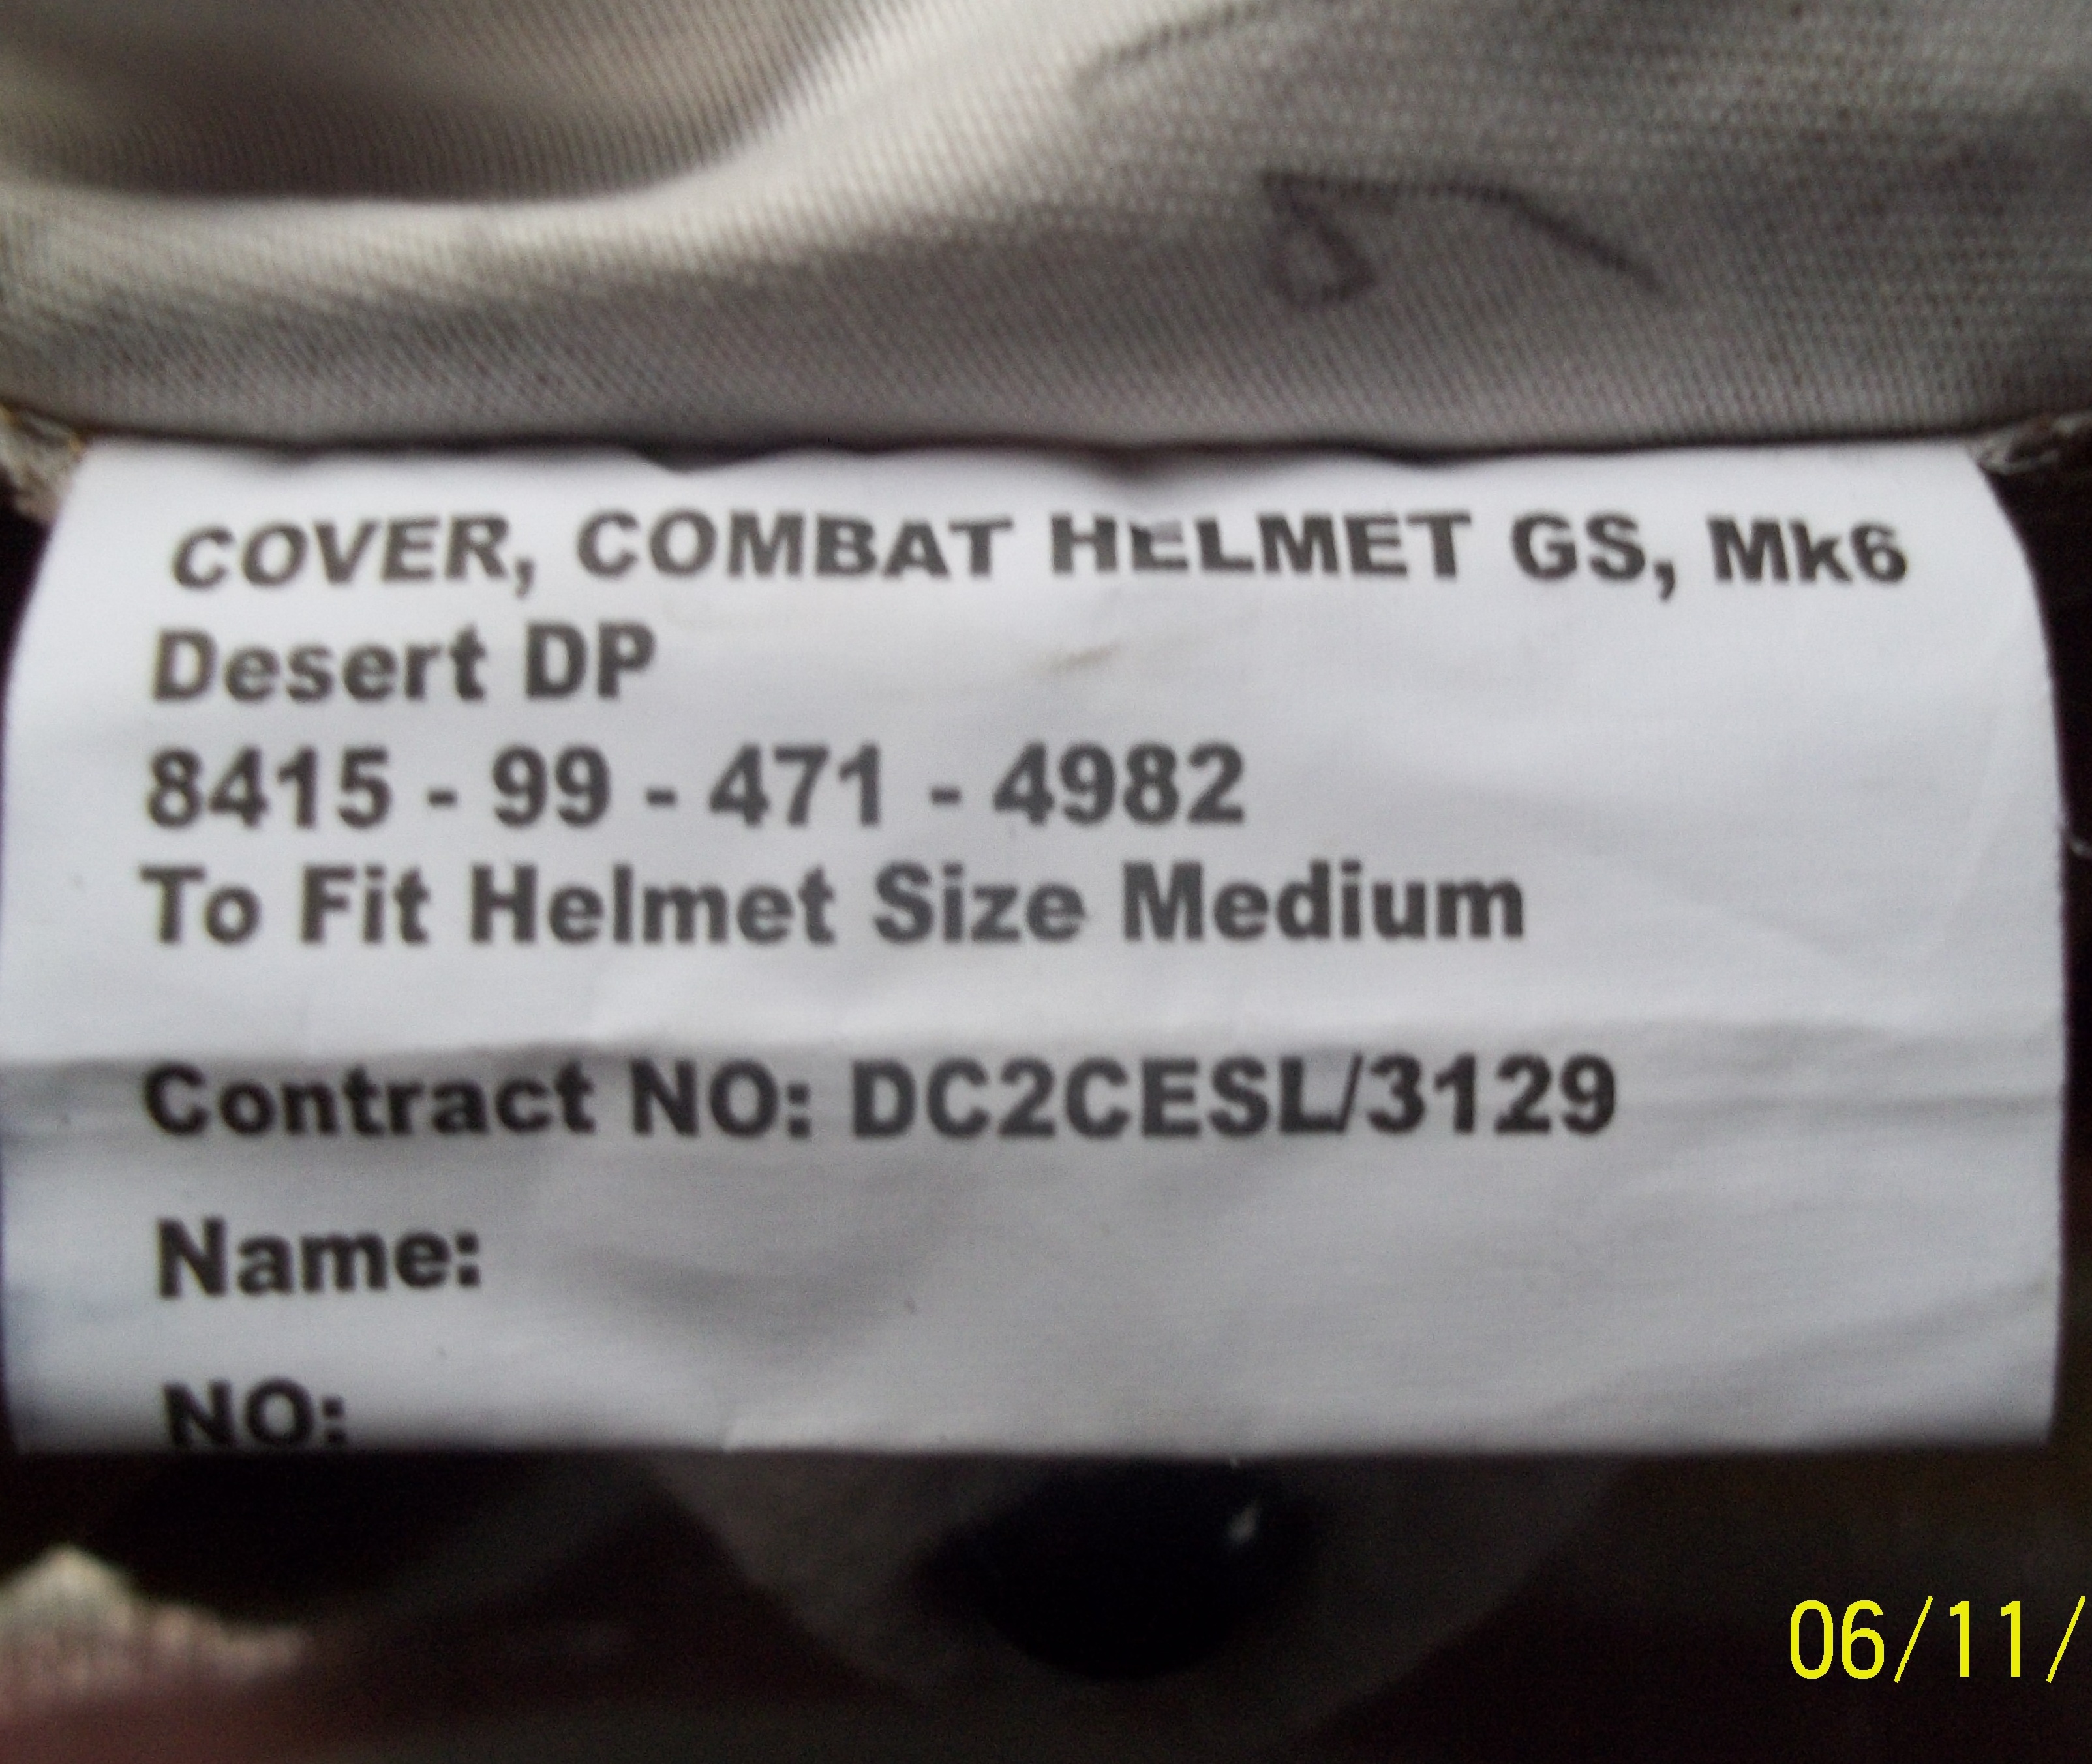 COVER, COMBAT HELMET GS, Mk6
Desert DP
8415 - 99 - 471 - 4982
To Fit Helmet Size Medium
Contract NO: DC2CESL/3129
Name:
NO:
06/11/